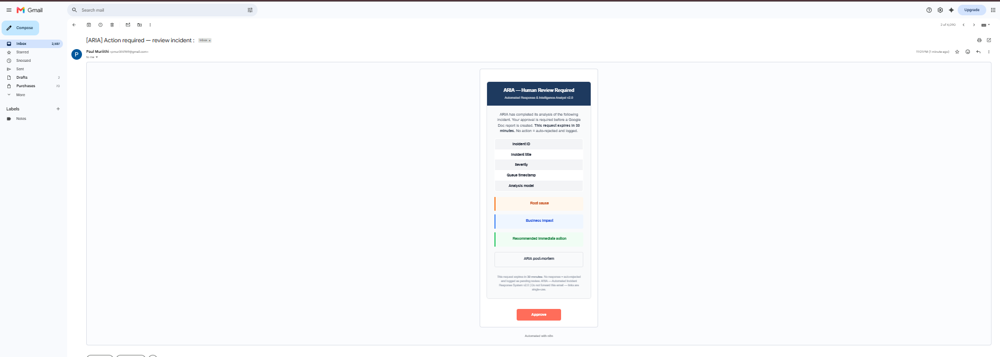 Gmail
Search mail
Upgrade
Compose
2 of 4,090
Inbox 2,587
Starred
Snoozed
Sent
Drafts 2
Purchases 70
More
Labels
Notes
[ARIA] Action required — review incident : Inbox x
P
Paul Muriithi <pmuriithi959@gmail.com>
11:01 PM (1 minute ago)
to me
ARIA — Human Review Required
Automated Response & Intelligence Analyst v2.0
ARIA has completed its analysis of the following
incident. Your approval is required before a Google
Doc report is created. This request expires in 30
minutes. No action = auto-rejected and logged.
Incident ID
Incident title
Severity
Queue timestamp
Analysis model
Root cause
Business impact
Recommended immediate action
ARIA post-mortem
This request expires in 30 minutes. No response = auto-rejected
and logged as pending review. ARIA — Automated Incident
Response System v2.0 | Do not forward this email — links are
single-use.
Approve
Automated with n8n